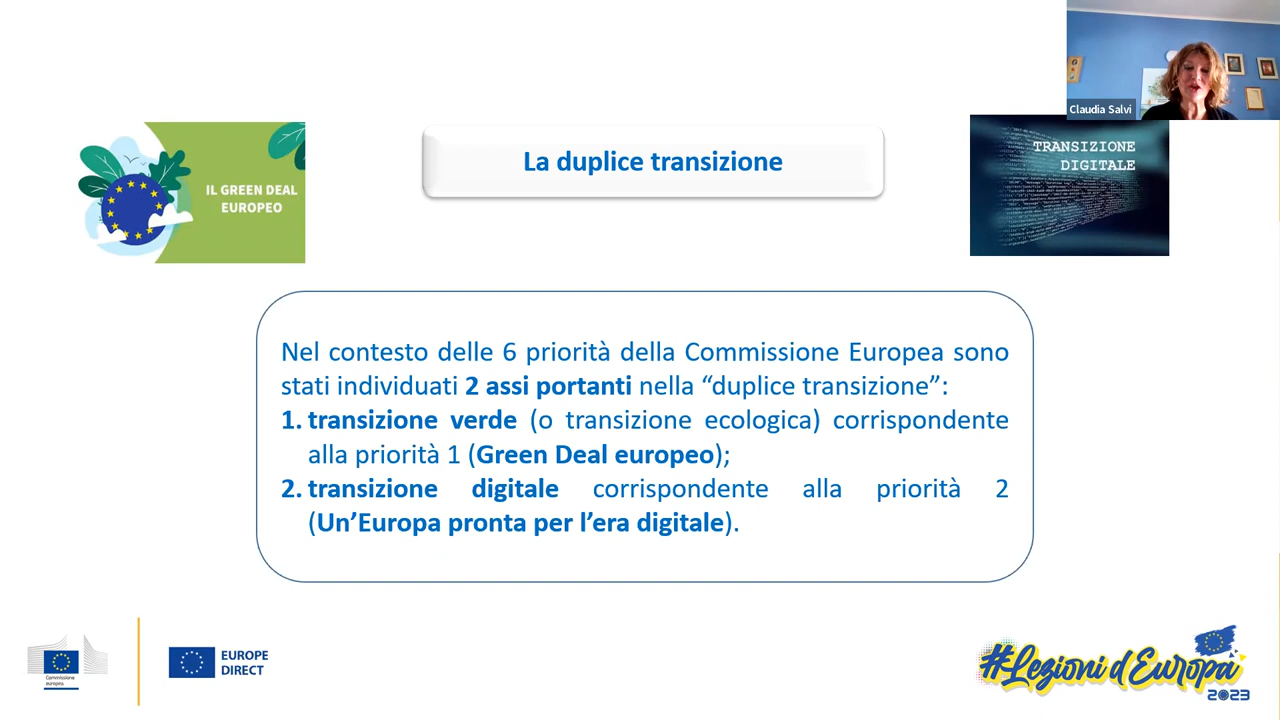 Claudia Salvi
IL GREEN DEAL
EUROPEO
La duplice transizione
TRANSIZIONE
DIGITALE
Nel contesto delle 6 priorità della Commissione Europea sono
stati individuati 2 assi portanti nella “duplice transizione”:
1. transizione verde (o transizione ecologica) corrispondente
alla priorità 1 (Green Deal europeo);
2. transizione digitale corrispondente alla priorità 2
(Un’Europa pronta per l’era digitale).
Commissione
europea
EUROPE
DIRECT
#Lezioni d'Europa
2023